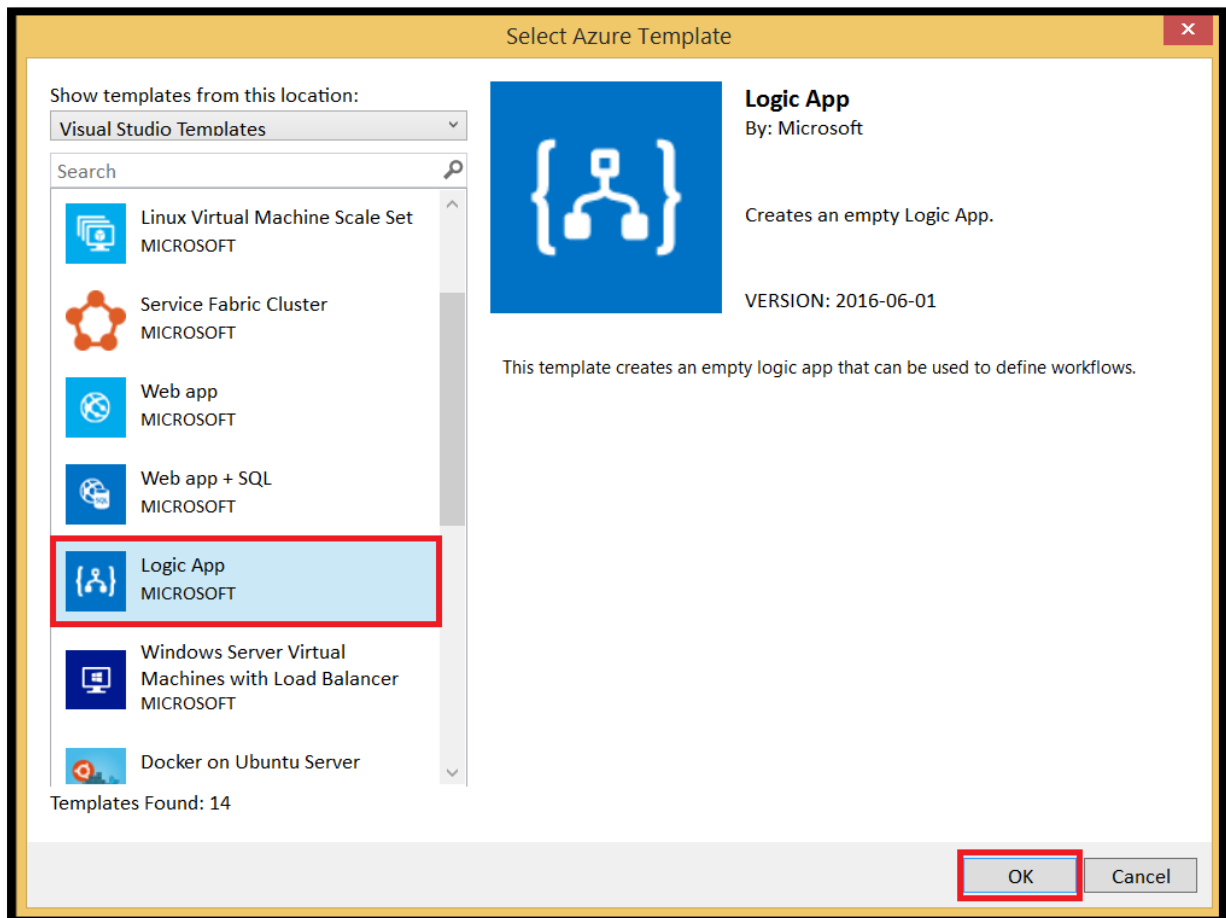 Select Azure Template
Show templates from this location:
Visual Studio Templates
Search
Linux Virtual Machine Scale Set
MICROSOFT
Service Fabric Cluster
MICROSOFT
Web app
MICROSOFT
Web app + SQL
MICROSOFT
Logic App
MICROSOFT
Windows Server Virtual
Machines with Load Balancer
MICROSOFT
Docker on Ubuntu Server
Templates Found: 14
Logic App
By: Microsoft
Creates an empty Logic App.
VERSION: 2016-06-01
This template creates an empty logic app that can be used to define workflows.
OK
Cancel